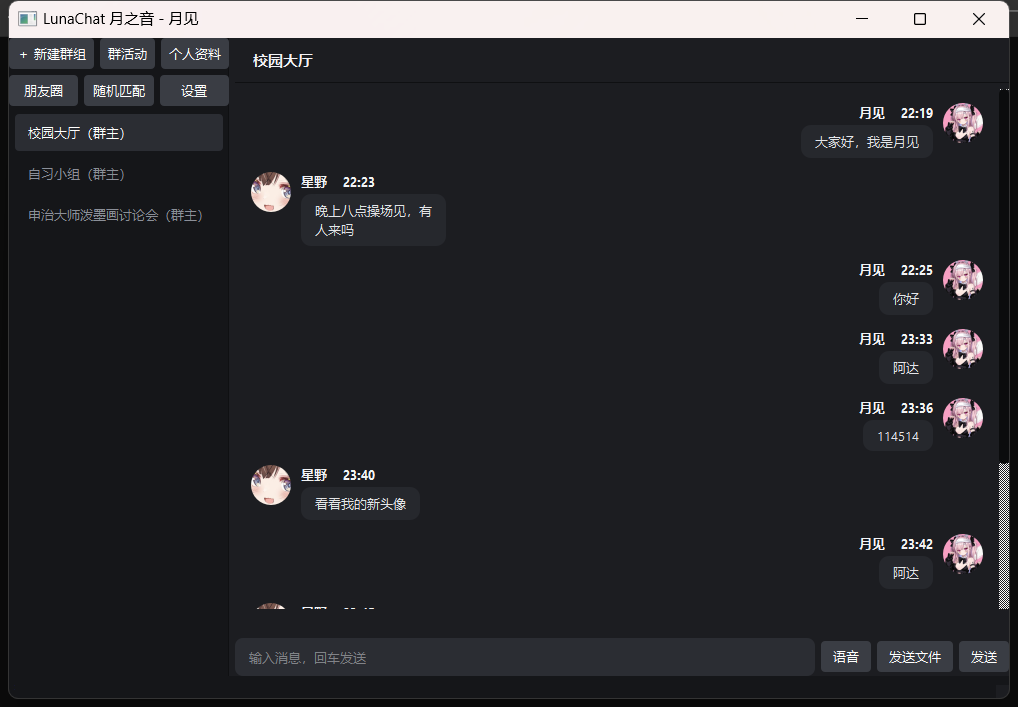 LunaChat 月之音 - 月见
+ 新建群组 群活动 个人资料
朋友圈 随机匹配 设置
校园大厅（群主）
自习小组（群主）
申治大师泼墨画讨论会（群主）
校园大厅
月见 22:19
大家好，我是月见
星野 22:23
晚上八点操场见，有
人来吗
月见 22:25
你好
月见 23:33
阿达
月见 23:36
114514
星野 23:40
看看我的新头像
月见 23:42
阿达
输入消息，回车发送
语音 发送文件 发送